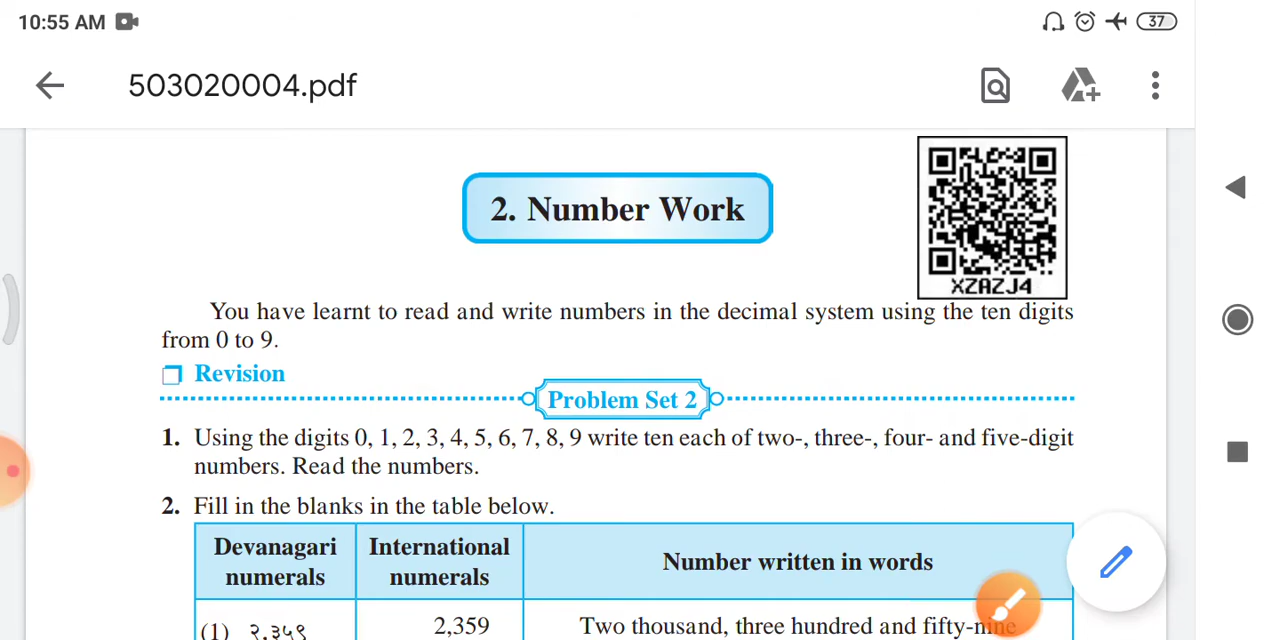 10:55 AM
37
503020004.pdf
2. Number Work
XZAZJ4
You have learnt to read and write numbers in the decimal system using the ten digits
from 0 to 9.
Revision
Problem Set 2
1. Using the digits 0, 1, 2, 3, 4, 5, 6, 7, 8, 9 write ten each of two-, three-, four- and five-digit
numbers. Read the numbers.
2. Fill in the blanks in the table below.
Devanagari numerals
International numerals
Number written in words
(1) २,३५९
2,359
Two thousand, three hundred and fifty-nine